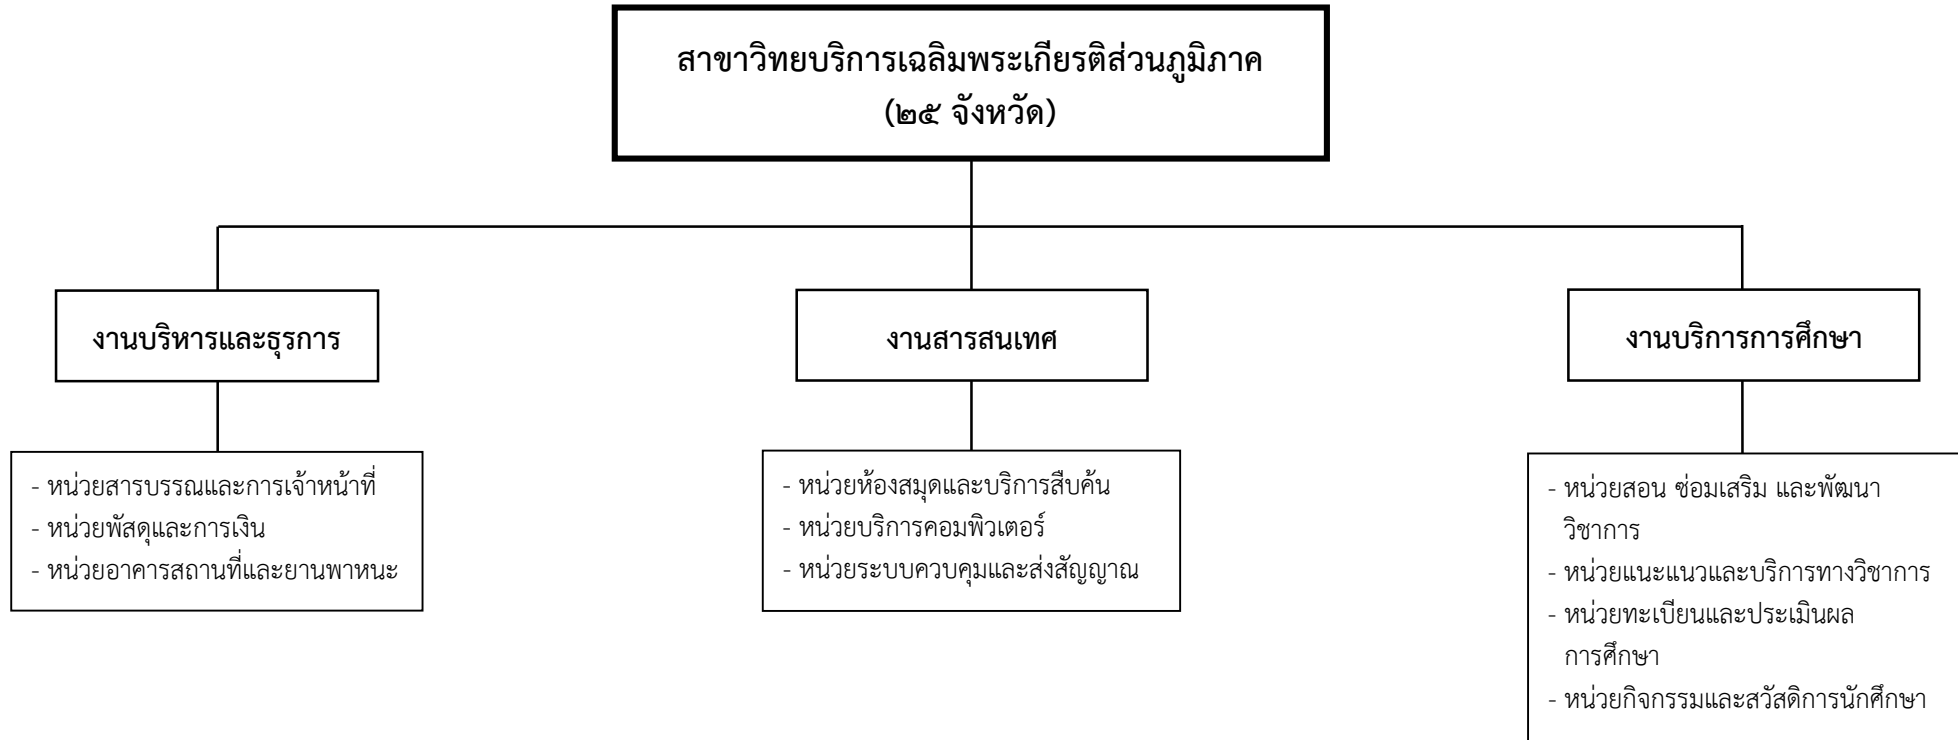 สาขาวิทยบริการเฉลิมพระเกียรติส่วนภูมิภาค
(๒๕ จังหวัด)
งานบริหารและธุรการ
งานสารสนเทศ
งานบริการการศึกษา
- หน่วยสารบรรณและการเจ้าหน้าที่
- หน่วยพัสดุและการเงิน
- หน่วยอาคารสถานที่และยานพาหนะ
- หน่วยห้องสมุดและบริการสืบค้น
- หน่วยบริการคอมพิวเตอร์
- หน่วยระบบควบคุมและส่งสัญญาณ
- หน่วยสอน ซ่อมเสริม และพัฒนา
วิชาการ
- หน่วยแนะแนวและบริการทางวิชาการ
- หน่วยทะเบียนและประเมินผล
การศึกษา
- หน่วยกิจกรรมและสวัสดิการนักศึกษา